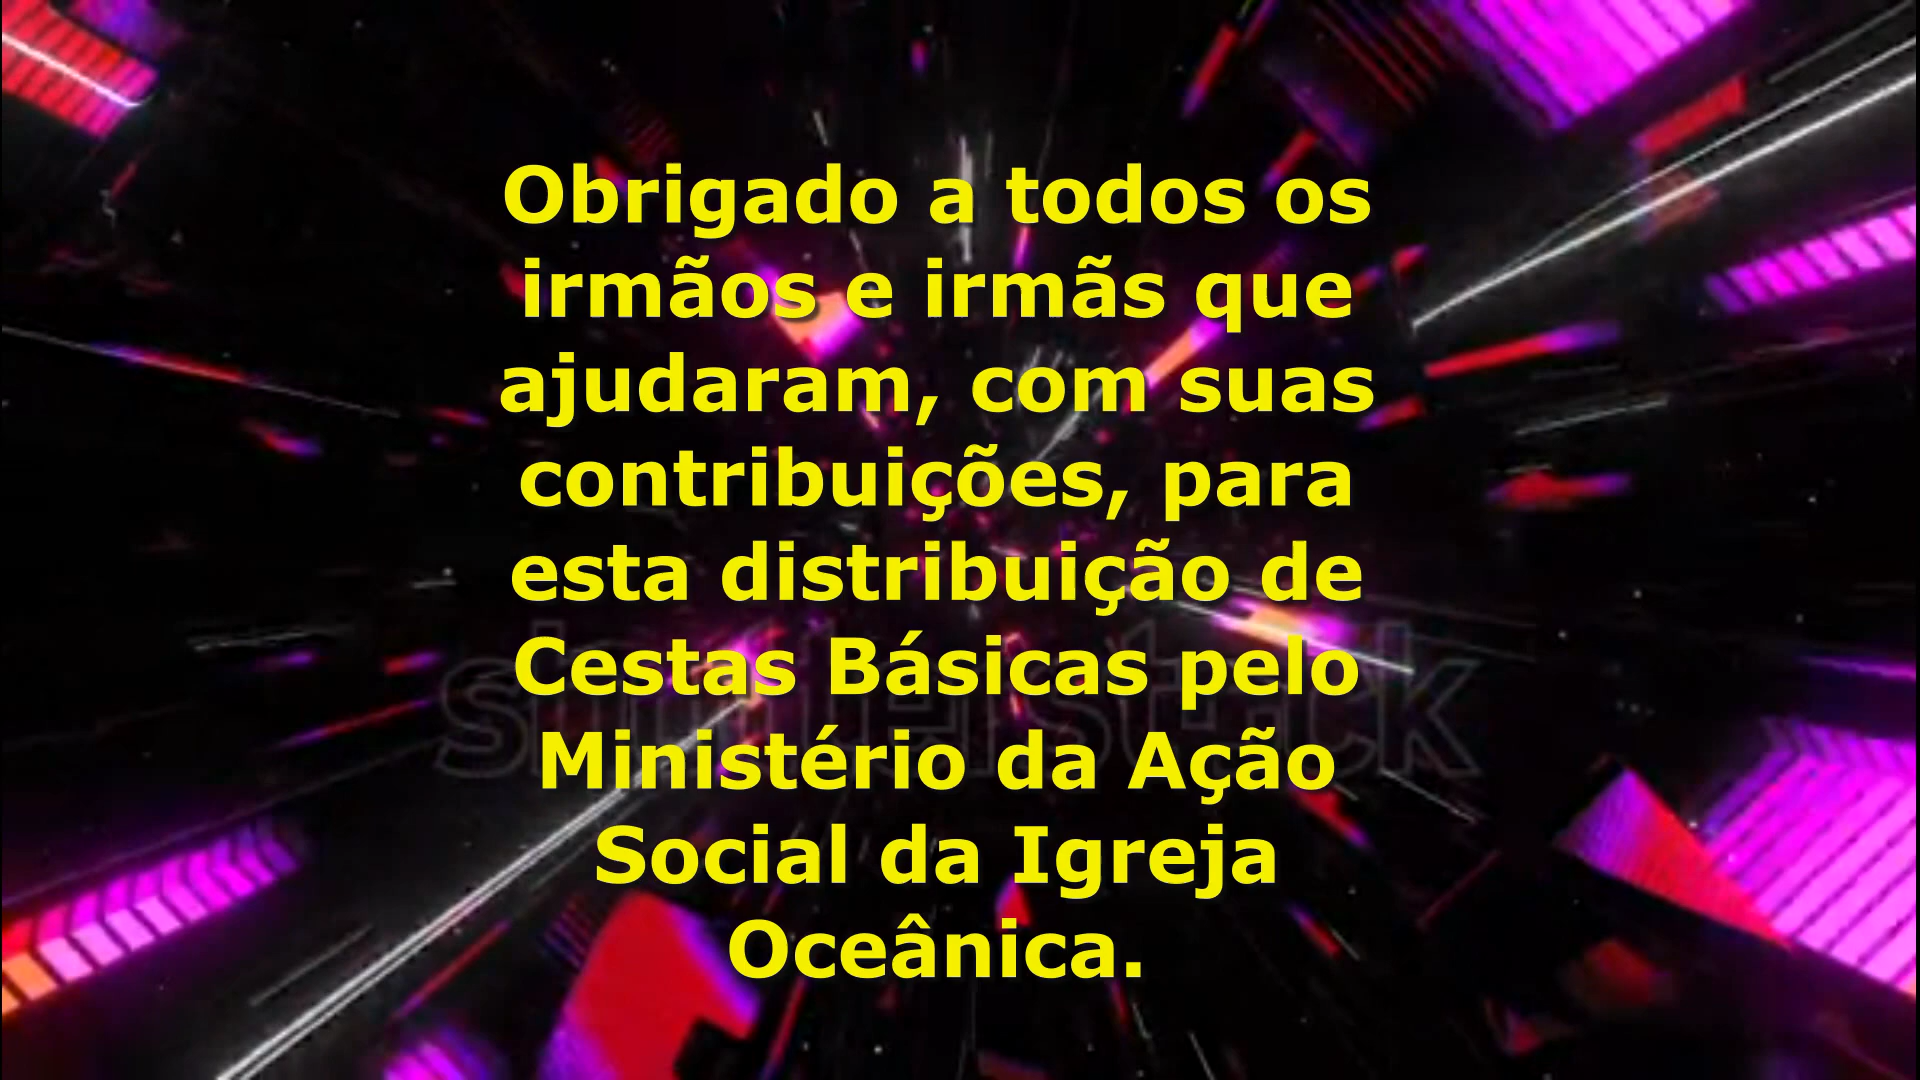 Obrigado a todos os
irmãos e irmãs que
ajudaram, com suas
contribuições, para
esta distribuição de
Cestas Básicas pelo
Ministério da Ação
Social da Igreja
Oceânica.
shutterstock